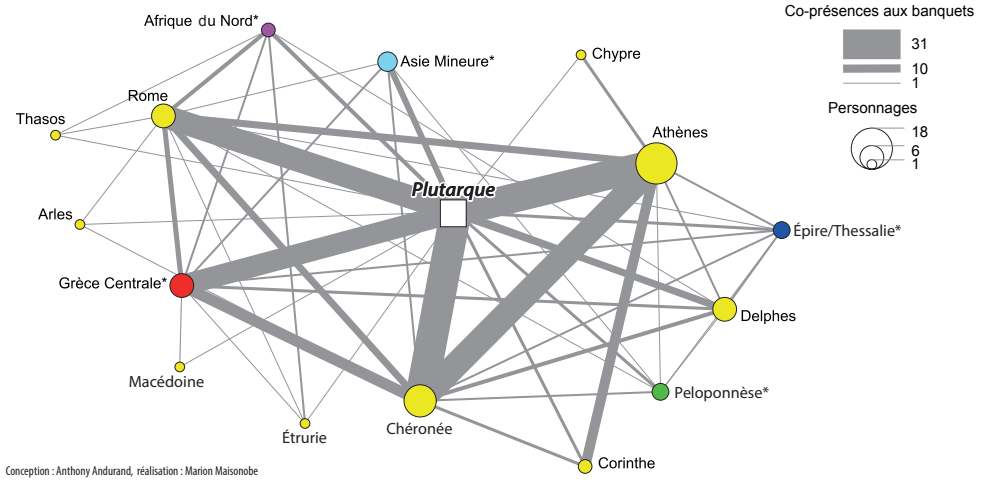 Co-présences aux banquets
31
10
1
Personnages
18
6
1
Afrique du Nord*
Asie Mineure*
Chypre
Rome
Thasos
Athènes
Plutarque
Arles
Épire/Thessalie*
Grèce Centrale*
Delphes
Macédoine
Peloponnèse*
Chéronée
Étrurie
Corinthe
Conception : Anthony Andurand, réalisation : Marion Maisonobe